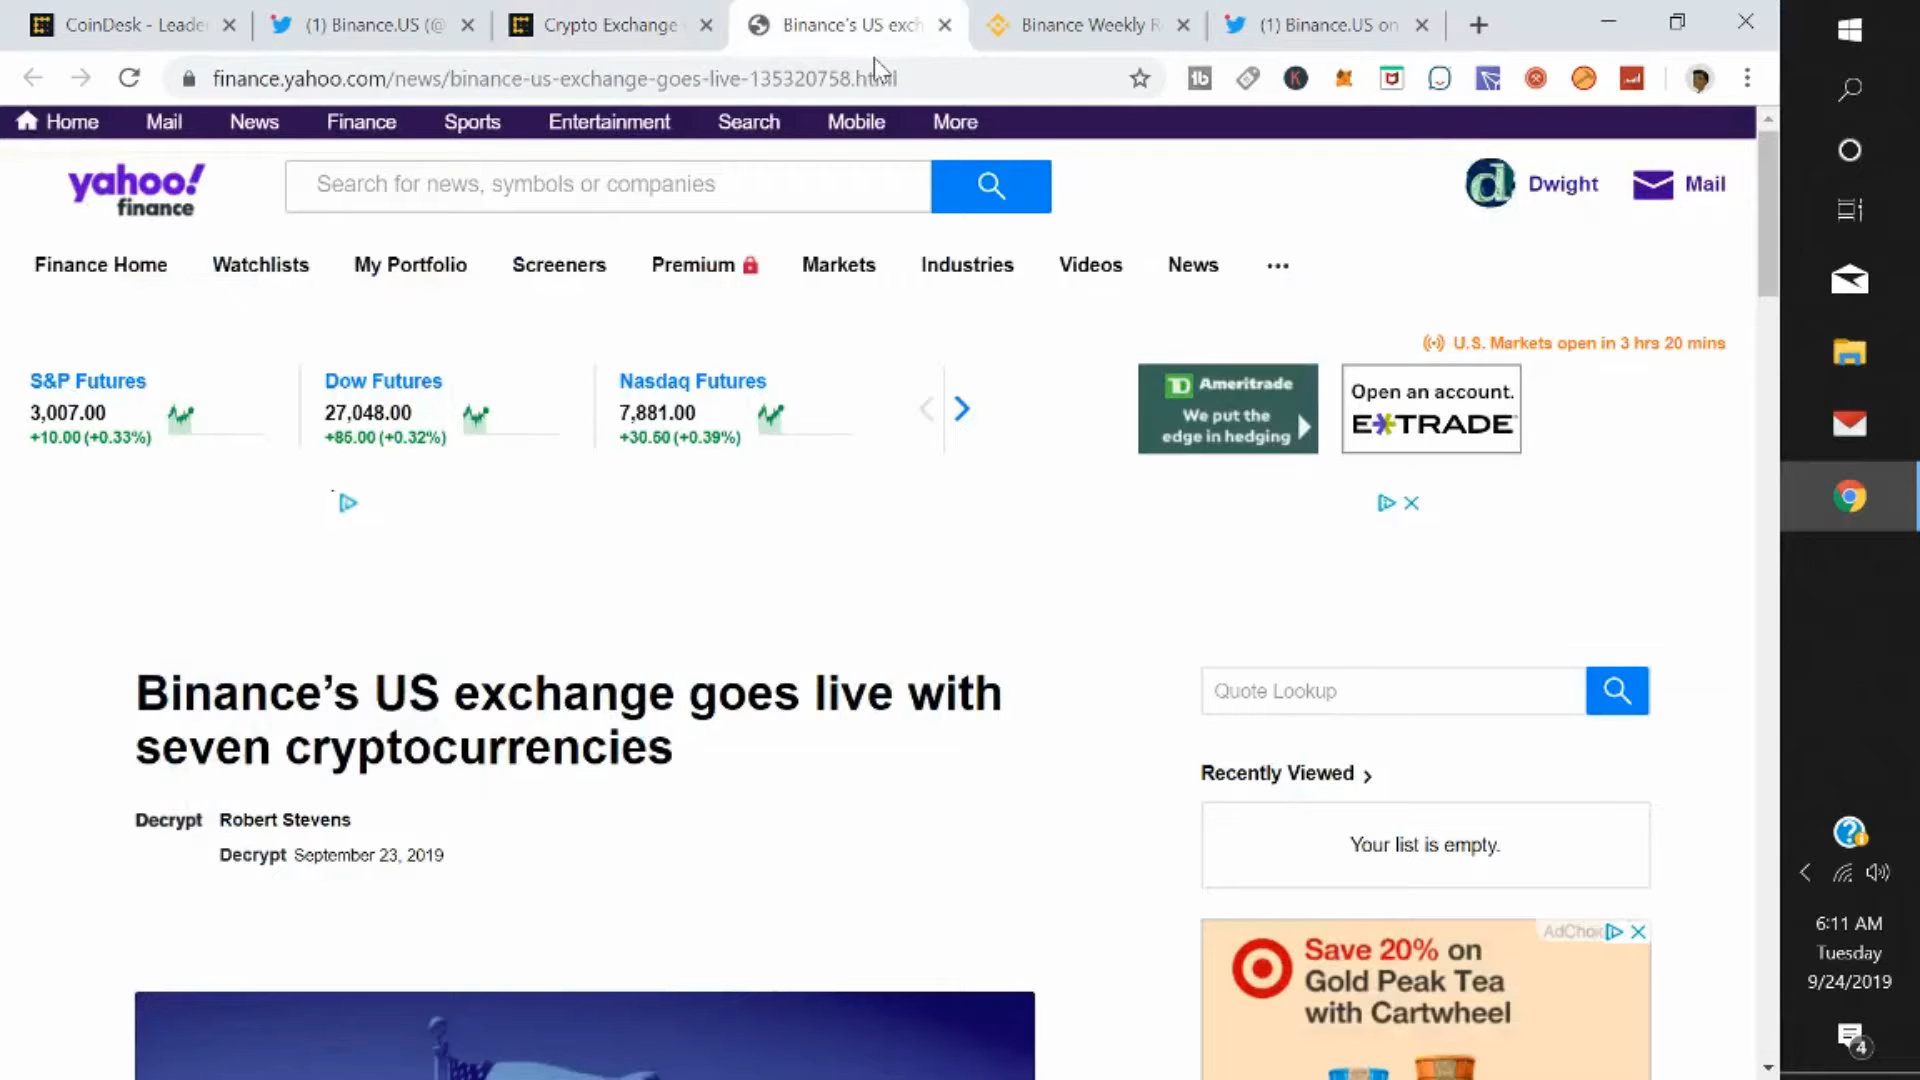 CoinDesk - Leade
(1) Binance.US (@
Crypto Exchange
Binance's US exch
Binance Weekly R
(1) Binance.US on
finance.yahoo.com/news/binance-us-exchange-goes-live-135320758.html
Home
Mail
News
Finance
Sports
Entertainment
Search
Mobile
More
yahoo!
finance
Search for news, symbols or companies
d
Dwight
Mail
Finance Home
Watchlists
My Portfolio
Screeners
Premium
Markets
Industries
Videos
News
U.S. Markets open in 3 hrs 20 mins
S&P Futures
3,007.00
+10.00 (+0.33%)
Dow Futures
27,048.00
+85.00 (+0.32%)
Nasdaq Futures
7,881.00
+30.50 (+0.39%)
TD Ameritrade
We put the
edge in hedging
Open an account.
E*TRADE
Binance's US exchange goes live with
seven cryptocurrencies
Decrypt
Robert Stevens
Decrypt September 23, 2019
Quote Lookup
Recently Viewed
Your list is empty.
AdChoi
Save 20% on
Gold Peak Tea
with Cartwheel
6:11 AM
Tuesday
9/24/2019
4